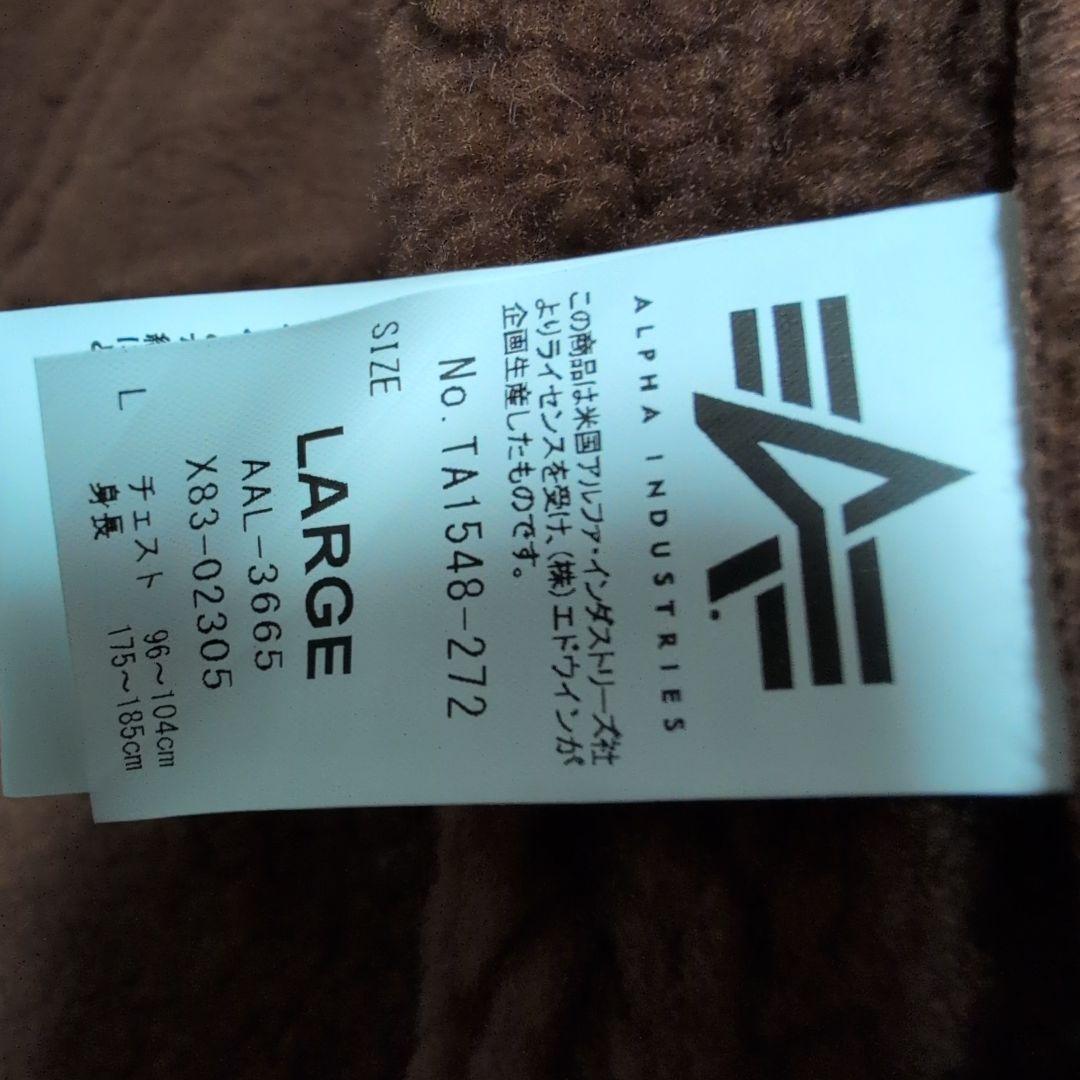 ALPHA INDUSTRIES
この商品は米国アルファ・インダストリーズ社
よりライセンスを受け、(株)エドウインが
企画生産したものです。
No. TA1548-272
SIZE
LARGE
AAL-3665
X83-02305
L
チェスト 96~104cm
身長 175~185cm